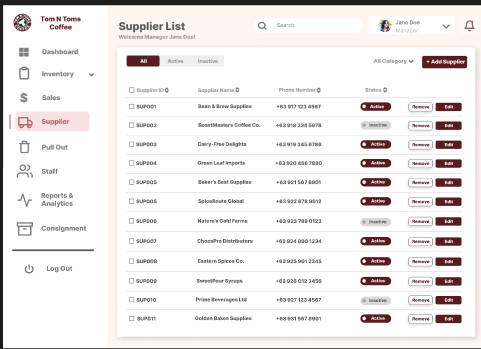 Tom N Toms
Coffee
Dashboard
Inventory
Sales
Supplier
Pull Out
Staff
Reports &
Analytics
Consignment
Log Out
Supplier List
Welcome Manager Jane Doe!
Search
Jane Doe
Manager
All Active Inactive
All Category
+ Add Supplier
Supplier ID Supplier Name Phone Number Status
SUP001 Bean & Brew Supplies +63 917 123 4567 Active Remove Edit
SUP002 RoastMasters Coffee Co. +63 918 234 5678 Inactive Remove Edit
SUP003 Dairy-Free Delights +63 919 345 6789 Active Remove Edit
SUP004 Green Leaf Imports +63 920 456 7890 Active Remove Edit
SUP005 Baker's Best Supplies +63 921 567 8901 Active Remove Edit
SUP005 SpiceRoute Global +63 922 678 9012 Active Remove Edit
SUP006 Nature's Gold Farms +63 923 789 0123 Inactive Remove Edit
SUP007 ChocoPro Distributors +63 924 890 1234 Active Remove Edit
SUP008 Eastern Spices Co. +63 925 901 2345 Active Remove Edit
SUP009 SweetPour Syrups +63 926 012 3456 Active Remove Edit
SUP010 Prime Beverages Ltd +63 927 123 4567 Inactive Remove Edit
SUP011 Golden Baken Supplies +63 931 567 8901 Active Remove Edit